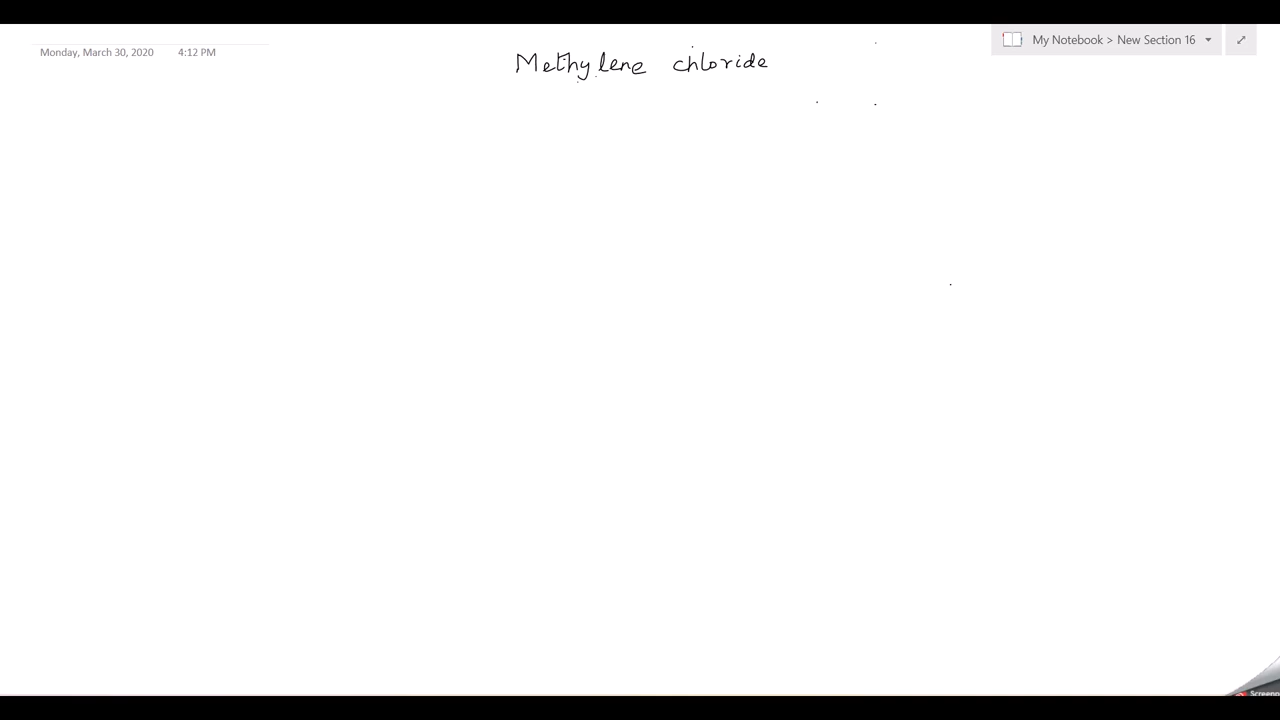 Monday, March 30, 2020 4:12 PM
Methylene chloride
My Notebook > New Section 16